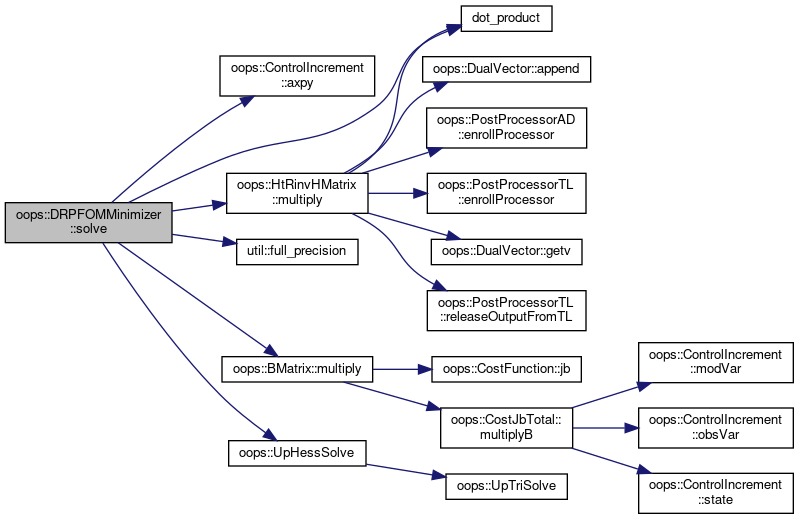 oops::DRPFOMMinimizer
::solve
oops::ControlIncrement
::axpy
dot_product
oops::HtRinvHMatrix
::multiply
oops::DualVector::append
oops::PostProcessorAD
::enrollProcessor
oops::PostProcessorTL
::enrollProcessor
oops::DualVector::getv
oops::PostProcessorTL
::releaseOutputFromTL
util::full_precision
oops::BMatrix::multiply
oops::CostFunction::jb
oops::CostJbTotal::
multiplyB
oops::ControlIncrement
::modVar
oops::ControlIncrement
::obsVar
oops::ControlIncrement
::state
oops::UpHessSolve
oops::UpTriSolve